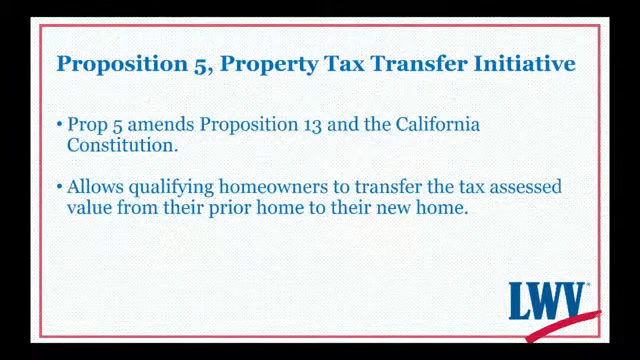 Proposition 5, Property Tax Transfer Initiative
• Prop 5 amends Proposition 13 and the California
Constitution.
• Allows qualifying homeowners to transfer the tax assessed
value from their prior home to their new home.
LWV